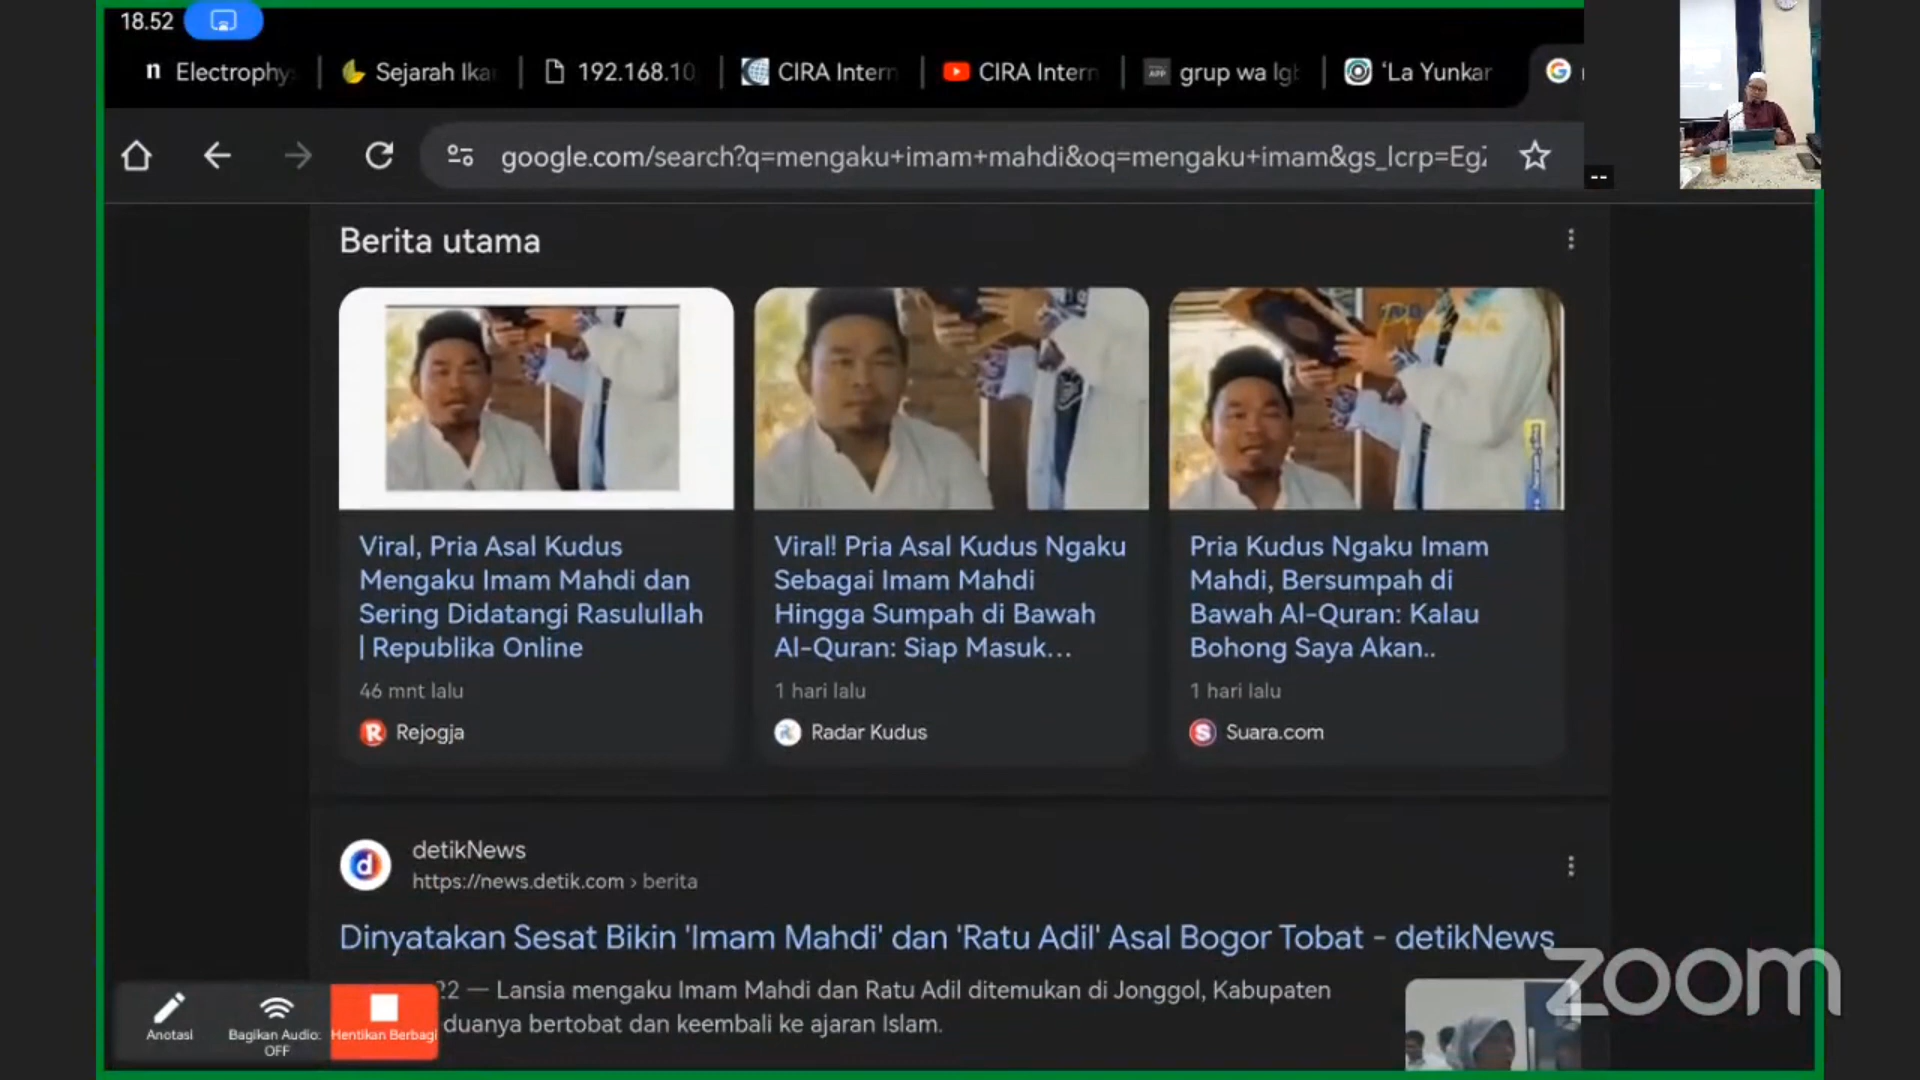 18.52
Electrophys
Sejarah Ika
192.168.10
CIRA Intern
CIRA Intern
grup wa lgb
'La Yunkar
google.com/search?q=mengaku+imam+mahdi&oq=mengaku+imam&gs_lcrp=EgZ
--
Berita utama
Viral, Pria Asal Kudus
Mengaku Imam Mahdi dan
Sering Didatangi Rasulullah
| Republika Online
46 mnt lalu
Rejogja
Viral! Pria Asal Kudus Ngaku
Sebagai Imam Mahdi
Hingga Sumpah di Bawah
Al-Quran: Siap Masuk...
1 hari lalu
Radar Kudus
Pria Kudus Ngaku Imam
Mahdi, Bersumpah di
Bawah Al-Quran: Kalau
Bohong Saya Akan..
1 hari lalu
Suara.com
detikNews
https://news.detik.com › berita
Dinyatakan Sesat Bikin 'Imam Mahdi' dan 'Ratu Adil' Asal Bogor Tobat - detikNews
22 — Lansia mengaku Imam Mahdi dan Ratu Adil ditemukan di Jonggol, Kabupaten
duanya bertobat dan keembali ke ajaran Islam.
Anotasi
Bagikan Audio:
OFF
Hentikan Berbagi
zoom